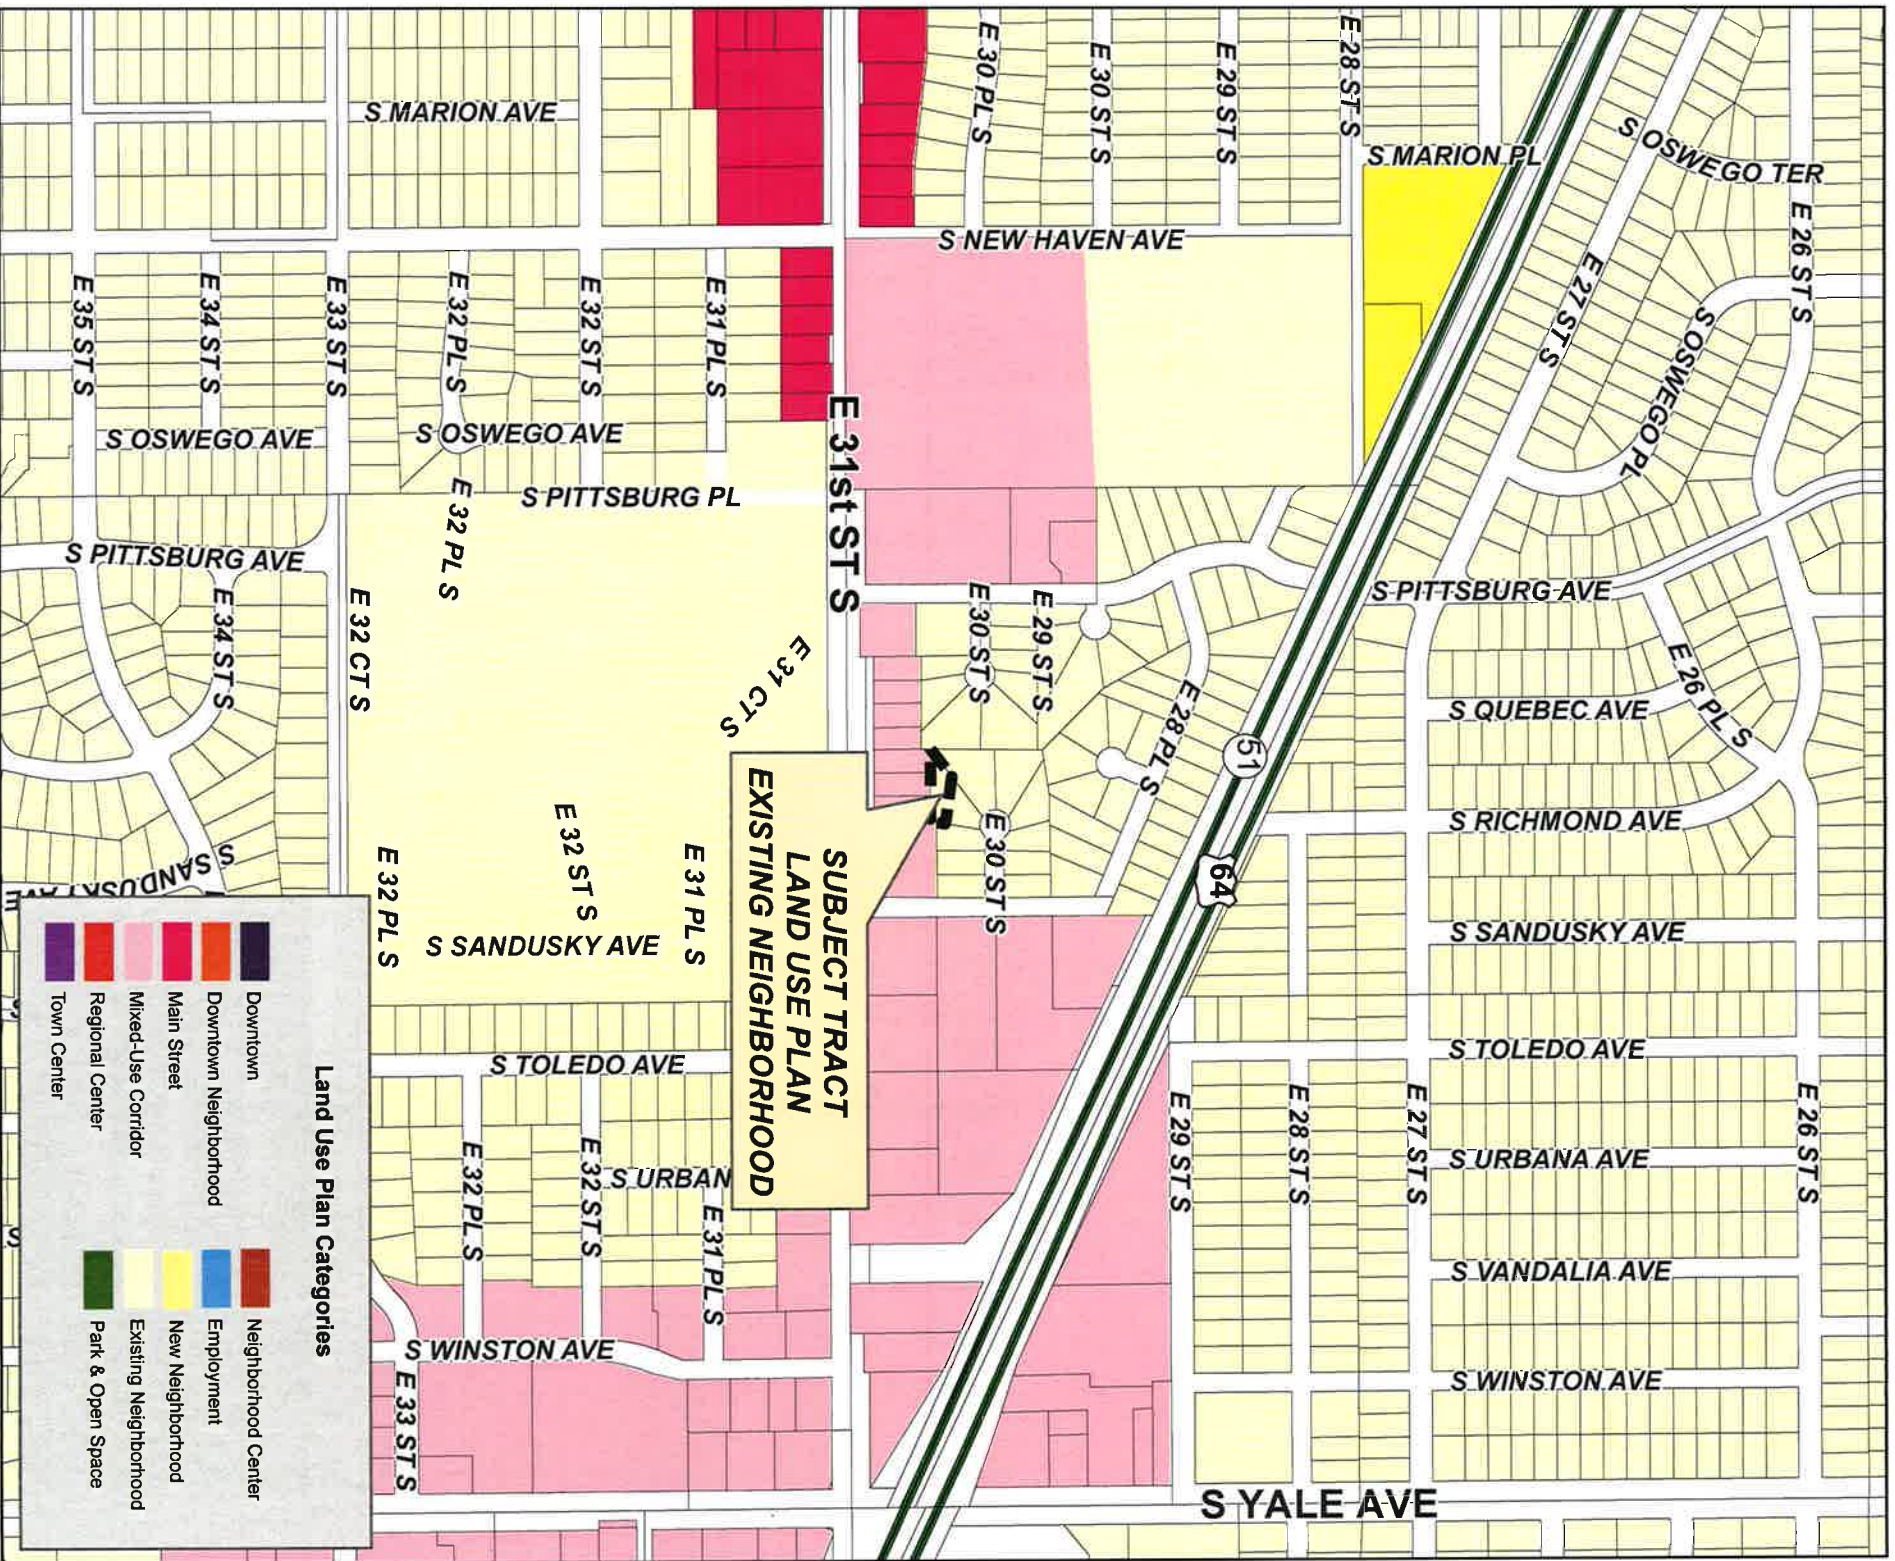 E 30 PL S
E 30 ST S
E 29 ST S
E 28 ST S
S MARION AVE
S MARION PL
S OSWEGO TER
E 26 ST S
S NEW HAVEN AVE
E 27 ST S
S OSWEGO PL
E 35 ST S
E 34 ST S
E 33 ST S
E 32 PL S
E 32 ST S
E 31 PL S
S OSWEGO AVE
S OSWEGO AVE
E 31st ST S
S PITTSBURG PL
E 32 PL S
S PITTSBURG AVE
E 34 ST S
E 32 CT S
E 31 CT S
E 30 ST S
E 29 ST S
S PITTSBURG AVE
E 26 PL S
S QUEBEC AVE
E 28 PL S
51
64
S RICHMOND AVE
E 30 ST S
SUBJECT TRACT
LAND USE PLAN
EXISTING NEIGHBORHOOD
S SANDUSKY AVE
E 32 PL S
E 32 ST S
E 31 PL S
S SANDUSKY AVE
S SANDUSKY AVE
S TOLEDO AVE
S TOLEDO AVE
E 29 ST S
E 28 ST S
E 27 ST S
E 26 ST S
E 32 PL S
E 32 ST S
S URBAN
E 31 PL S
S URBANA AVE
S VANDALIA AVE
S WINSTON AVE
S WINSTON AVE
E 33 ST S
S YALE AVE
Land Use Plan Categories
Downtown
Downtown Neighborhood
Main Street
Mixed-Use Corridor
Regional Center
Town Center
Neighborhood Center
Employment
New Neighborhood
Existing Neighborhood
Park & Open Space